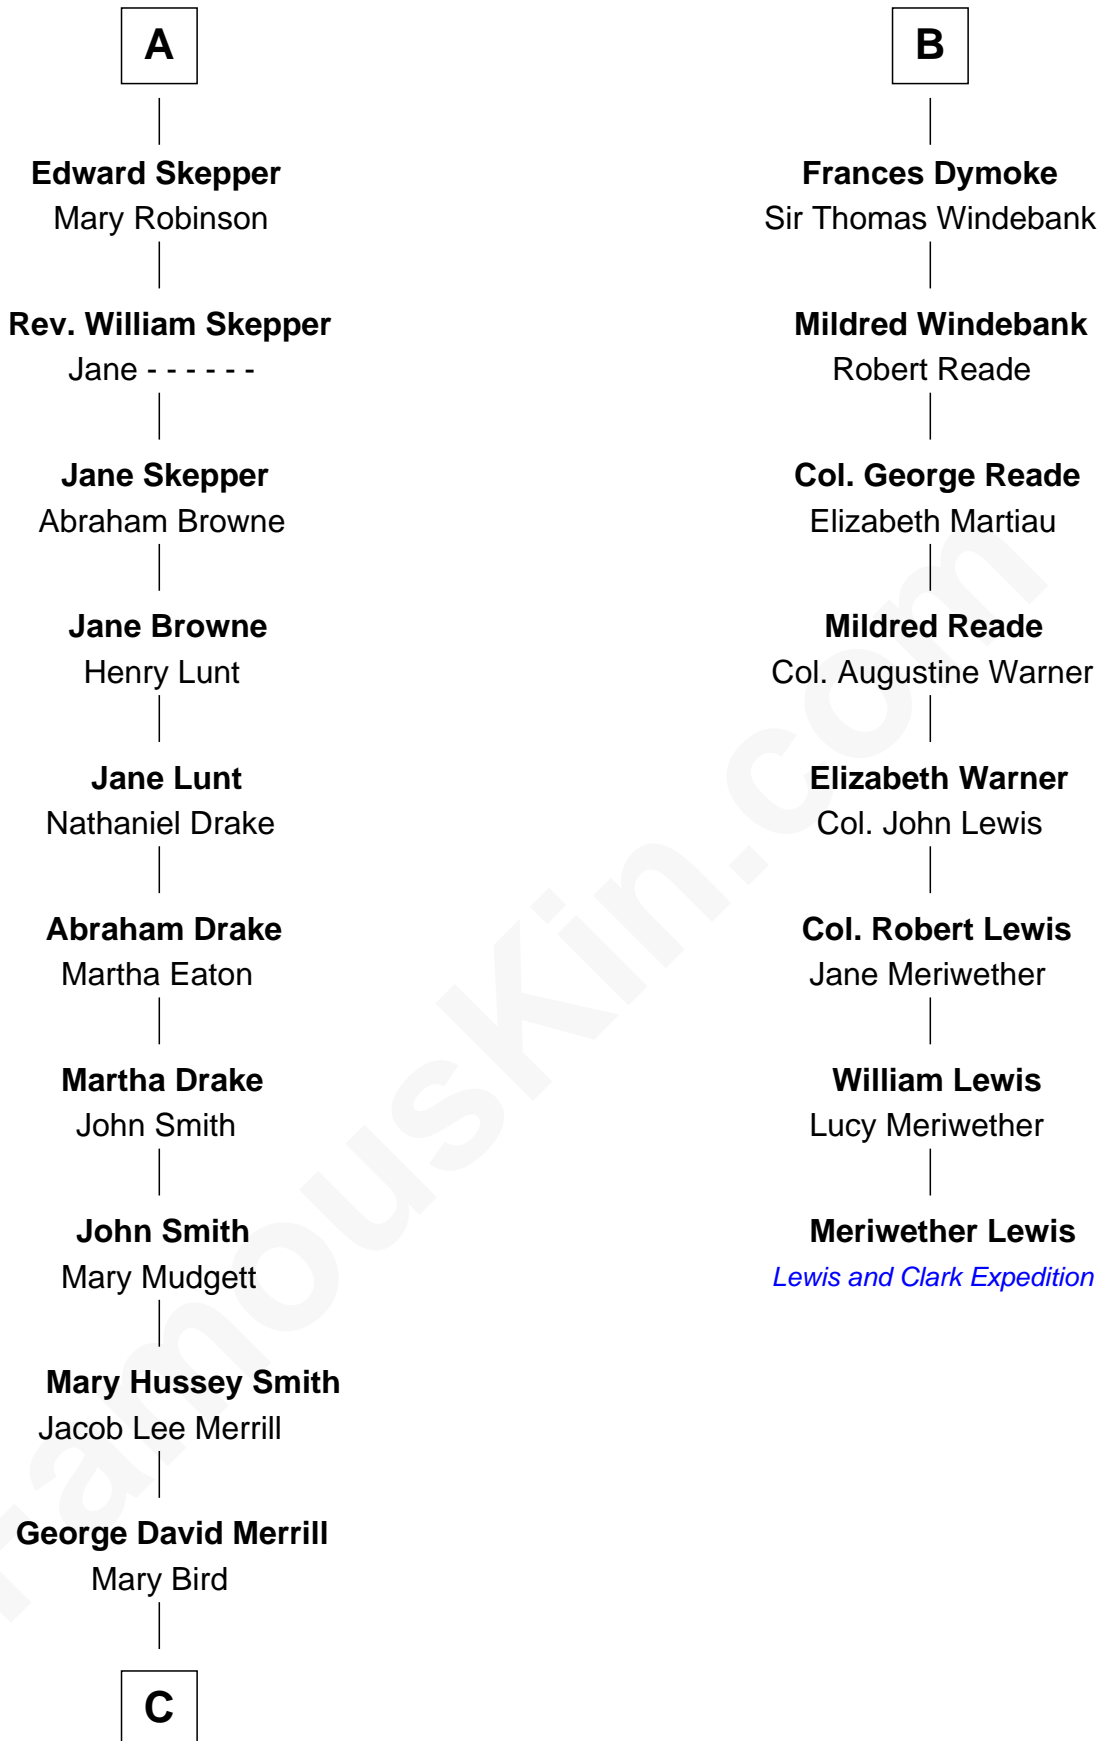 A
Edward Skepper
Mary Robinson
Rev. William Skepper
Jane - - - - - -
Jane Skepper
Abraham Browne
Jane Browne
Henry Lunt
Jane Lunt
Nathaniel Drake
Abraham Drake
Martha Eaton
Martha Drake
John Smith
John Smith
Mary Mudgett
Mary Hussey Smith
Jacob Lee Merrill
George David Merrill
Mary Bird
C
B
Frances Dymoke
Sir Thomas Windebank
Mildred Windebank
Robert Reade
Col. George Reade
Elizabeth Martiau
Mildred Reade
Col. Augustine Warner
Elizabeth Warner
Col. John Lewis
Col. Robert Lewis
Jane Meriwether
William Lewis
Lucy Meriwether
Meriwether Lewis
Lewis and Clark Expedition
FamousKin.com